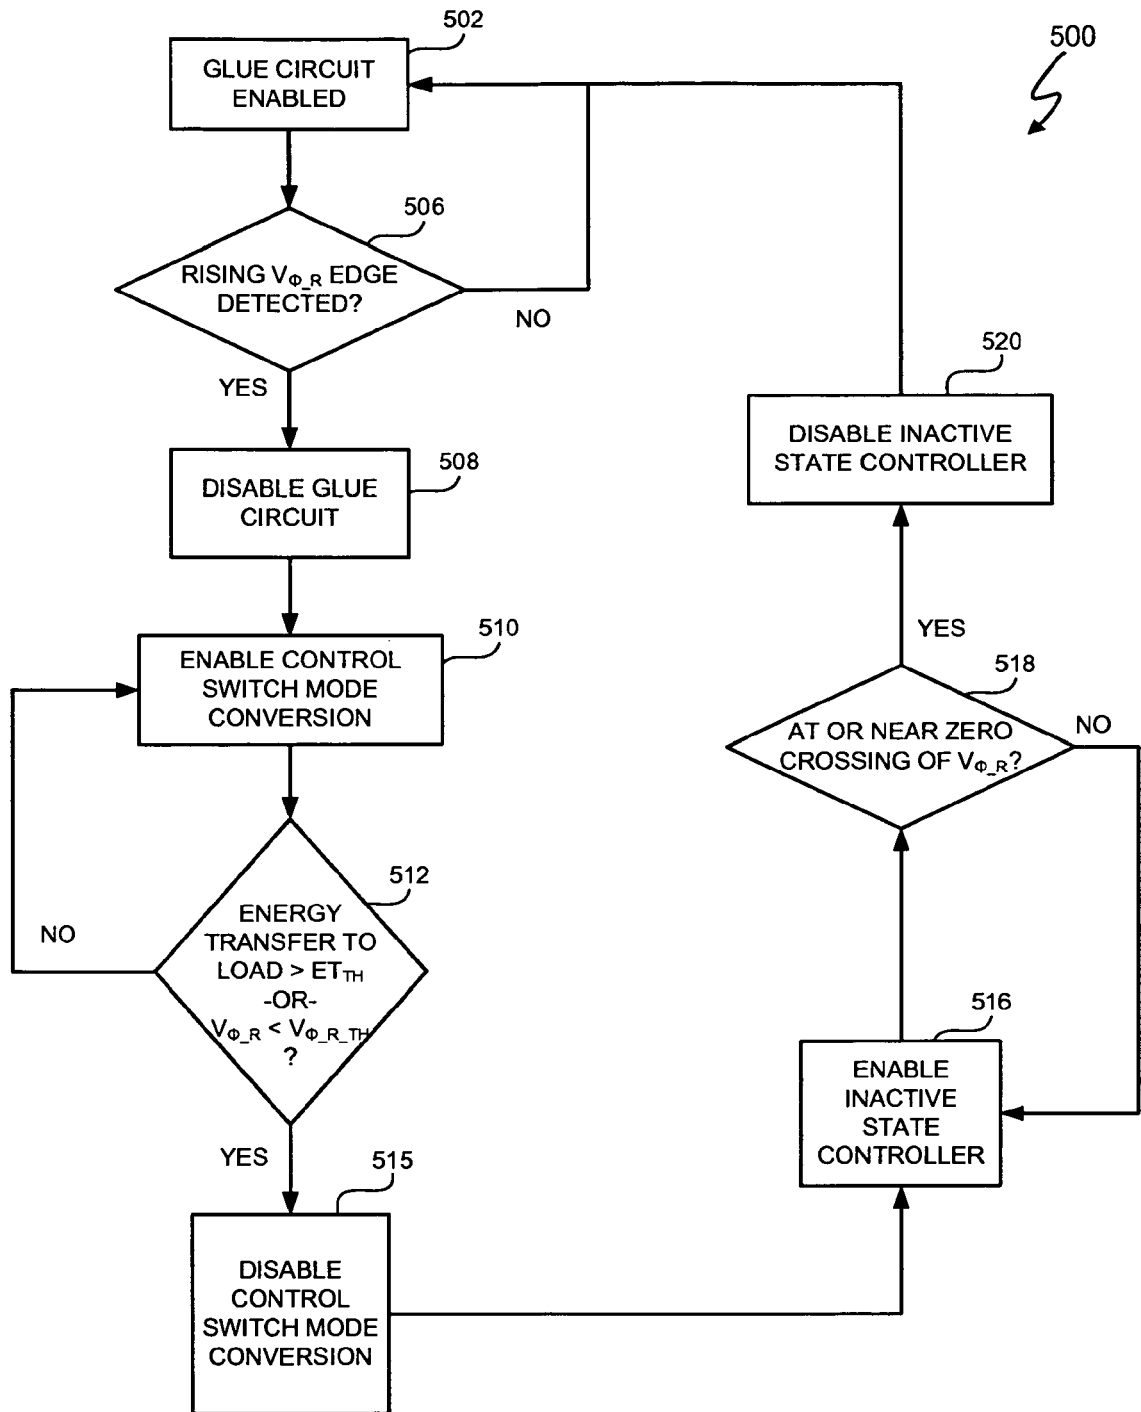 502
500
GLUE CIRCUIT
ENABLED
506
RISING VΦ_R EDGE
DETECTED?
NO
YES
508
DISABLE GLUE
CIRCUIT
510
ENABLE CONTROL
SWITCH MODE
CONVERSION
512
ENERGY
TRANSFER TO
LOAD > ETTH
-OR-
VΦ_R < VΦ_R_TH
?
NO
YES
515
DISABLE
CONTROL
SWITCH MODE
CONVERSION
516
ENABLE
INACTIVE
STATE
CONTROLLER
518
AT OR NEAR ZERO
CROSSING OF VΦ_R?
NO
YES
520
DISABLE INACTIVE
STATE CONTROLLER